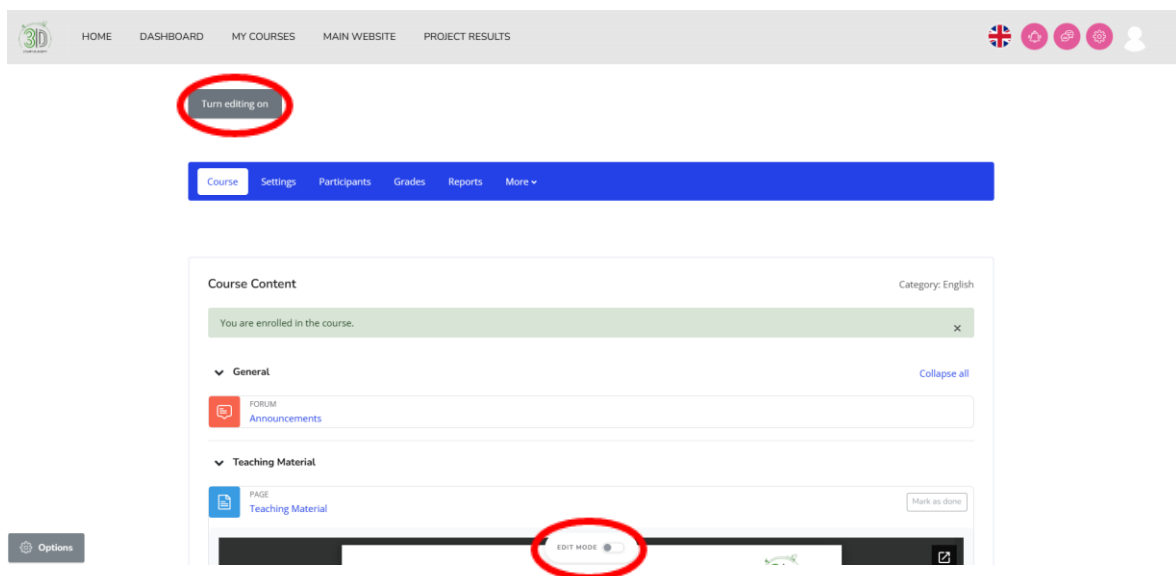 3D
HOME DASHBOARD MY COURSES MAIN WEBSITE PROJECT RESULTS
Turn editing on
Course Settings Participants Grades Reports More
Course Content
Category: English
You are enrolled in the course.
General
Collapse all
FORUM
Announcements
Teaching Material
PAGE
Teaching Material
Mark as done
EDIT MODE
Options